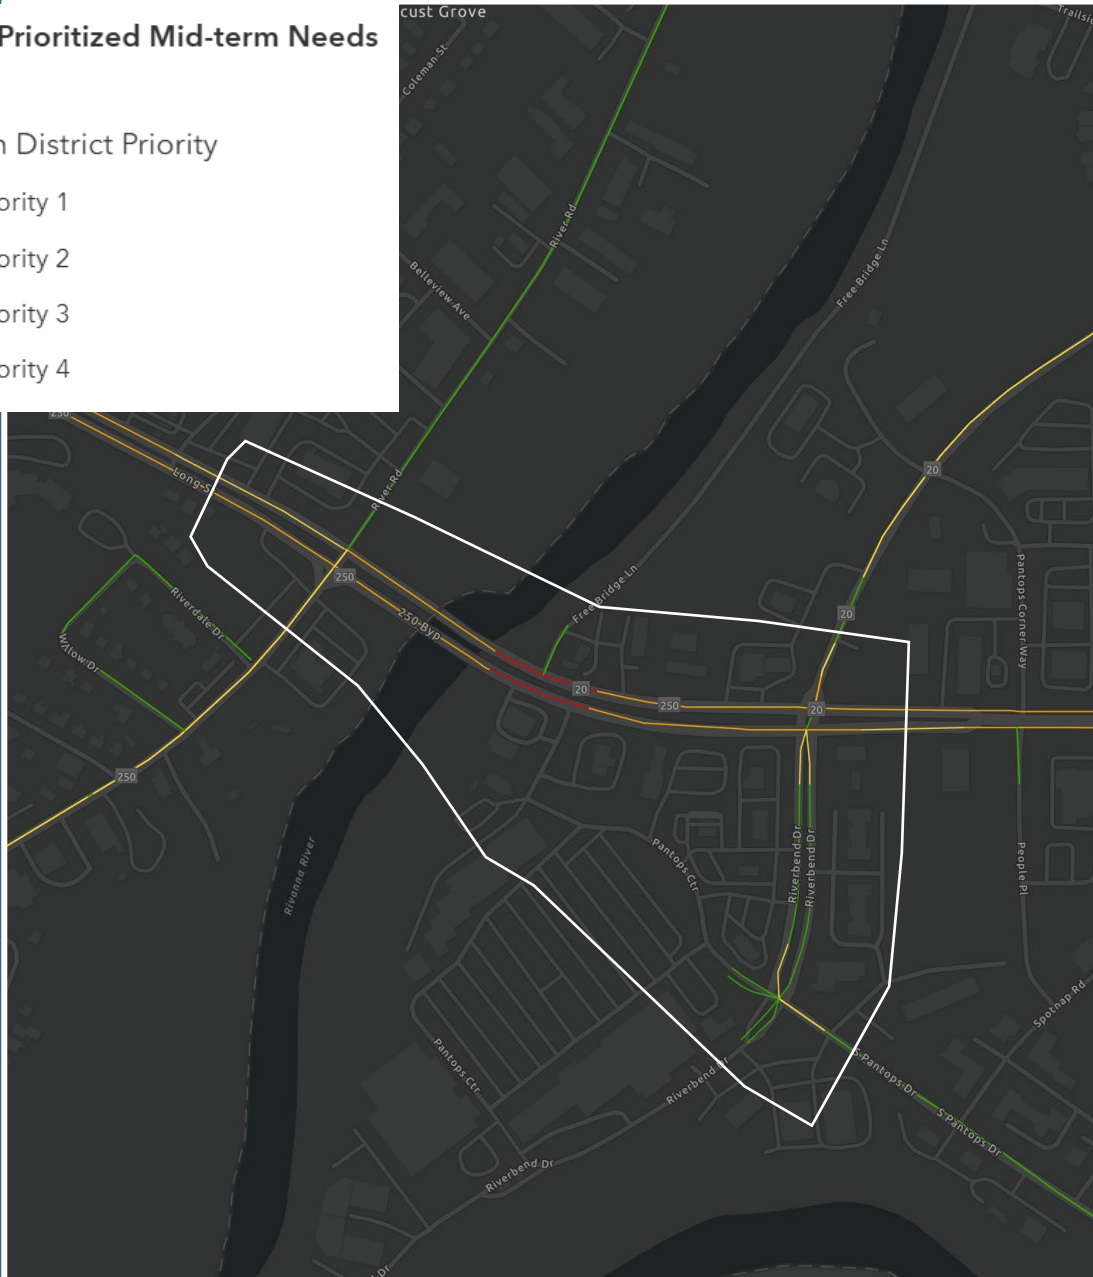 Prioritized Mid-term Needs
n District Priority
ority 1
ority 2
ority 3
ority 4
cust Grove
Coleman St
Trailsi
River Rd
Free Bridge Ln
Belleview Ave
250
Long S
River Rd
20
250
Free Bridge Ln
250-Byp
20
Pantops Corner Way
Riverdale Dr
Willow Dr
20
250
20
250
Rivanna River
Pantops Ctr
Riverbend Dr
Riverbend Dr
People Pl
Spotnap Rd
Pantops Ctr
Riverbend Dr
S Pantops Dr
S Pantops Dr
Riverbend Dr
Dr